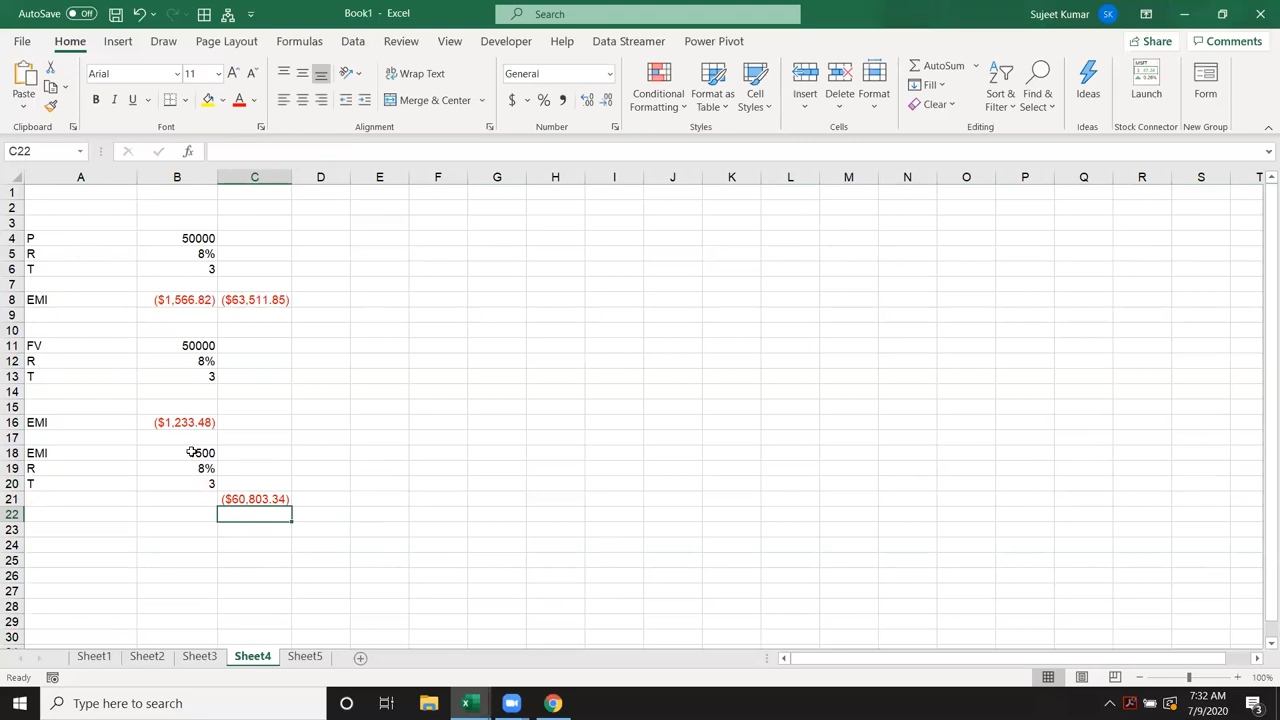 AutoSave Off Book1 - Excel Search Sujeet Kumar SK
File Home Insert Draw Page Layout Formulas Data Review View Developer Help Data Streamer Power Pivot Share Comments
Paste Arial 11 Wrap Text General Conditional Formatting Format as Table Cell Styles Insert Delete Format AutoSum Fill Clear Sort & Filter Find & Select Ideas Launch Form
B I U Merge & Center $ %
Clipboard Font Alignment Number Styles Cells Editing Ideas Stock Connector New Group
C22 fx
A B C D E F G H I J K L M N O P Q R S T
1
2
3
4 P 50000
5 R 8%
6 T 3
7
8 EMI ($1,566.82) ($63,511.85)
9
10
11 FV 50000
12 R 8%
13 T 3
14
15
16 EMI ($1,233.48)
17
18 EMI 500
19 R 8%
20 T 3
21 ($60,803.34)
22
23
24
25
26
27
28
29
30
Sheet1 Sheet2 Sheet3 Sheet4 Sheet5
Ready 100%
Type here to search 7:32 AM
7/9/2020 3